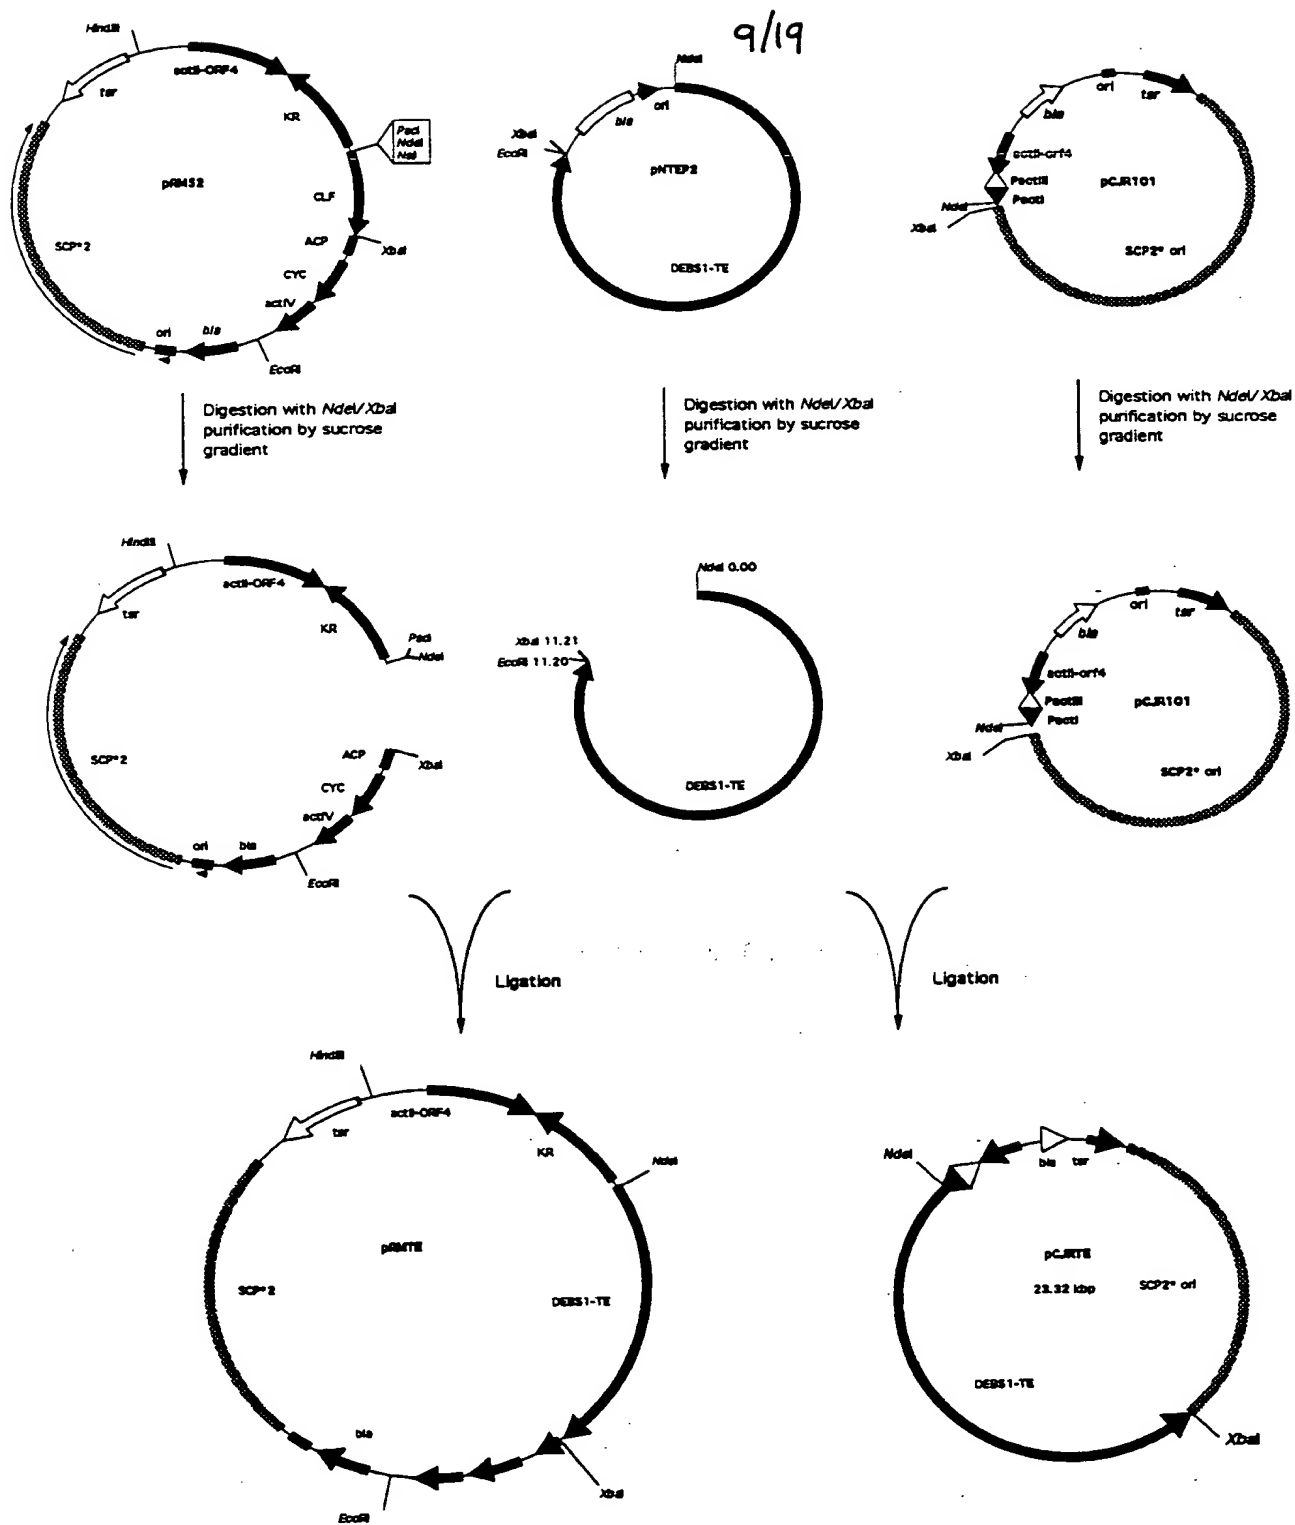 9/19
HindIII
actII-ORF4
tsr
KR
PacI
NdeI
NsiI
pRM52
CLF
ACP
XbaI
SCP*2
CYC
actIV
ori
bla
EcoRI
NdeI
ori
bla
XbaI
EcoRI
pNTEP2
DEBS1-TE
ori
tsr
bla
actII-orf4
PactIII
PactI
pCJR101
NdeI
XbaI
SCP2* ori
Digestion with NdeI/XbaI
purification by sucrose
gradient
Digestion with NdeI/XbaI
purification by sucrose
gradient
Digestion with NdeI/XbaI
purification by sucrose
gradient
HindIII
actII-ORF4
tsr
KR
PacI
NdeI
SCP*2
ACP
XbaI
CYC
actIV
ori
bla
EcoRI
NdeI 0.00
XbaI 11.21
EcoRI 11.20
DEBS1-TE
ori
tsr
bla
actII-orf4
PactIII
PactI
pCJR101
NdeI
XbaI
SCP2* ori
Ligation
Ligation
HindIII
actII-ORF4
tsr
KR
NdeI
pRMTE
SCP*2
DEBS1-TE
bla
XbaI
EcoRI
NdeI
bla
tsr
pCJRTE
23.32 kbp
SCP2* ori
DEBS1-TE
XbaI